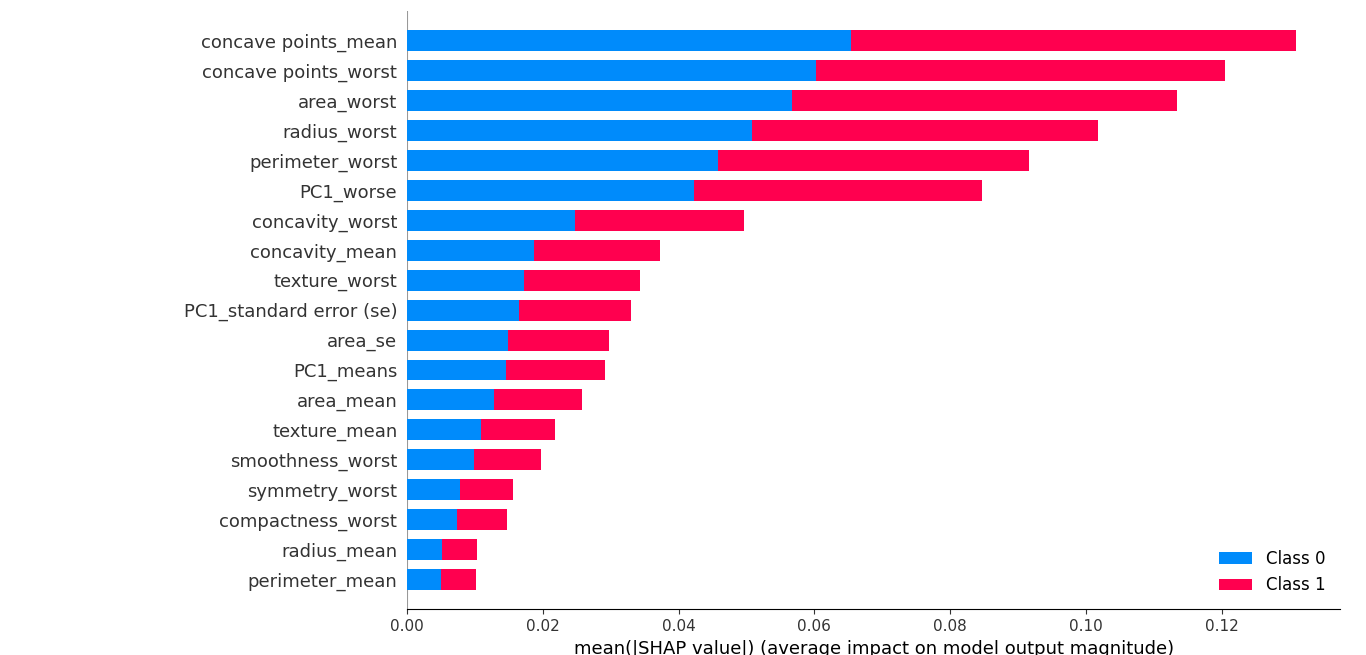 concave points_mean
concave points_worst
area_worst
radius_worst
perimeter_worst
PC1_worse
concavity_worst
concavity_mean
texture_worst
PC1_standard error (se)
area_se
PC1_means
area_mean
texture_mean
smoothness_worst
symmetry_worst
compactness_worst
radius_mean
perimeter_mean
Class 0
Class 1
0.00 0.02 0.04 0.06 0.08 0.10 0.12
mean(|SHAP value|) (average impact on model output magnitude)